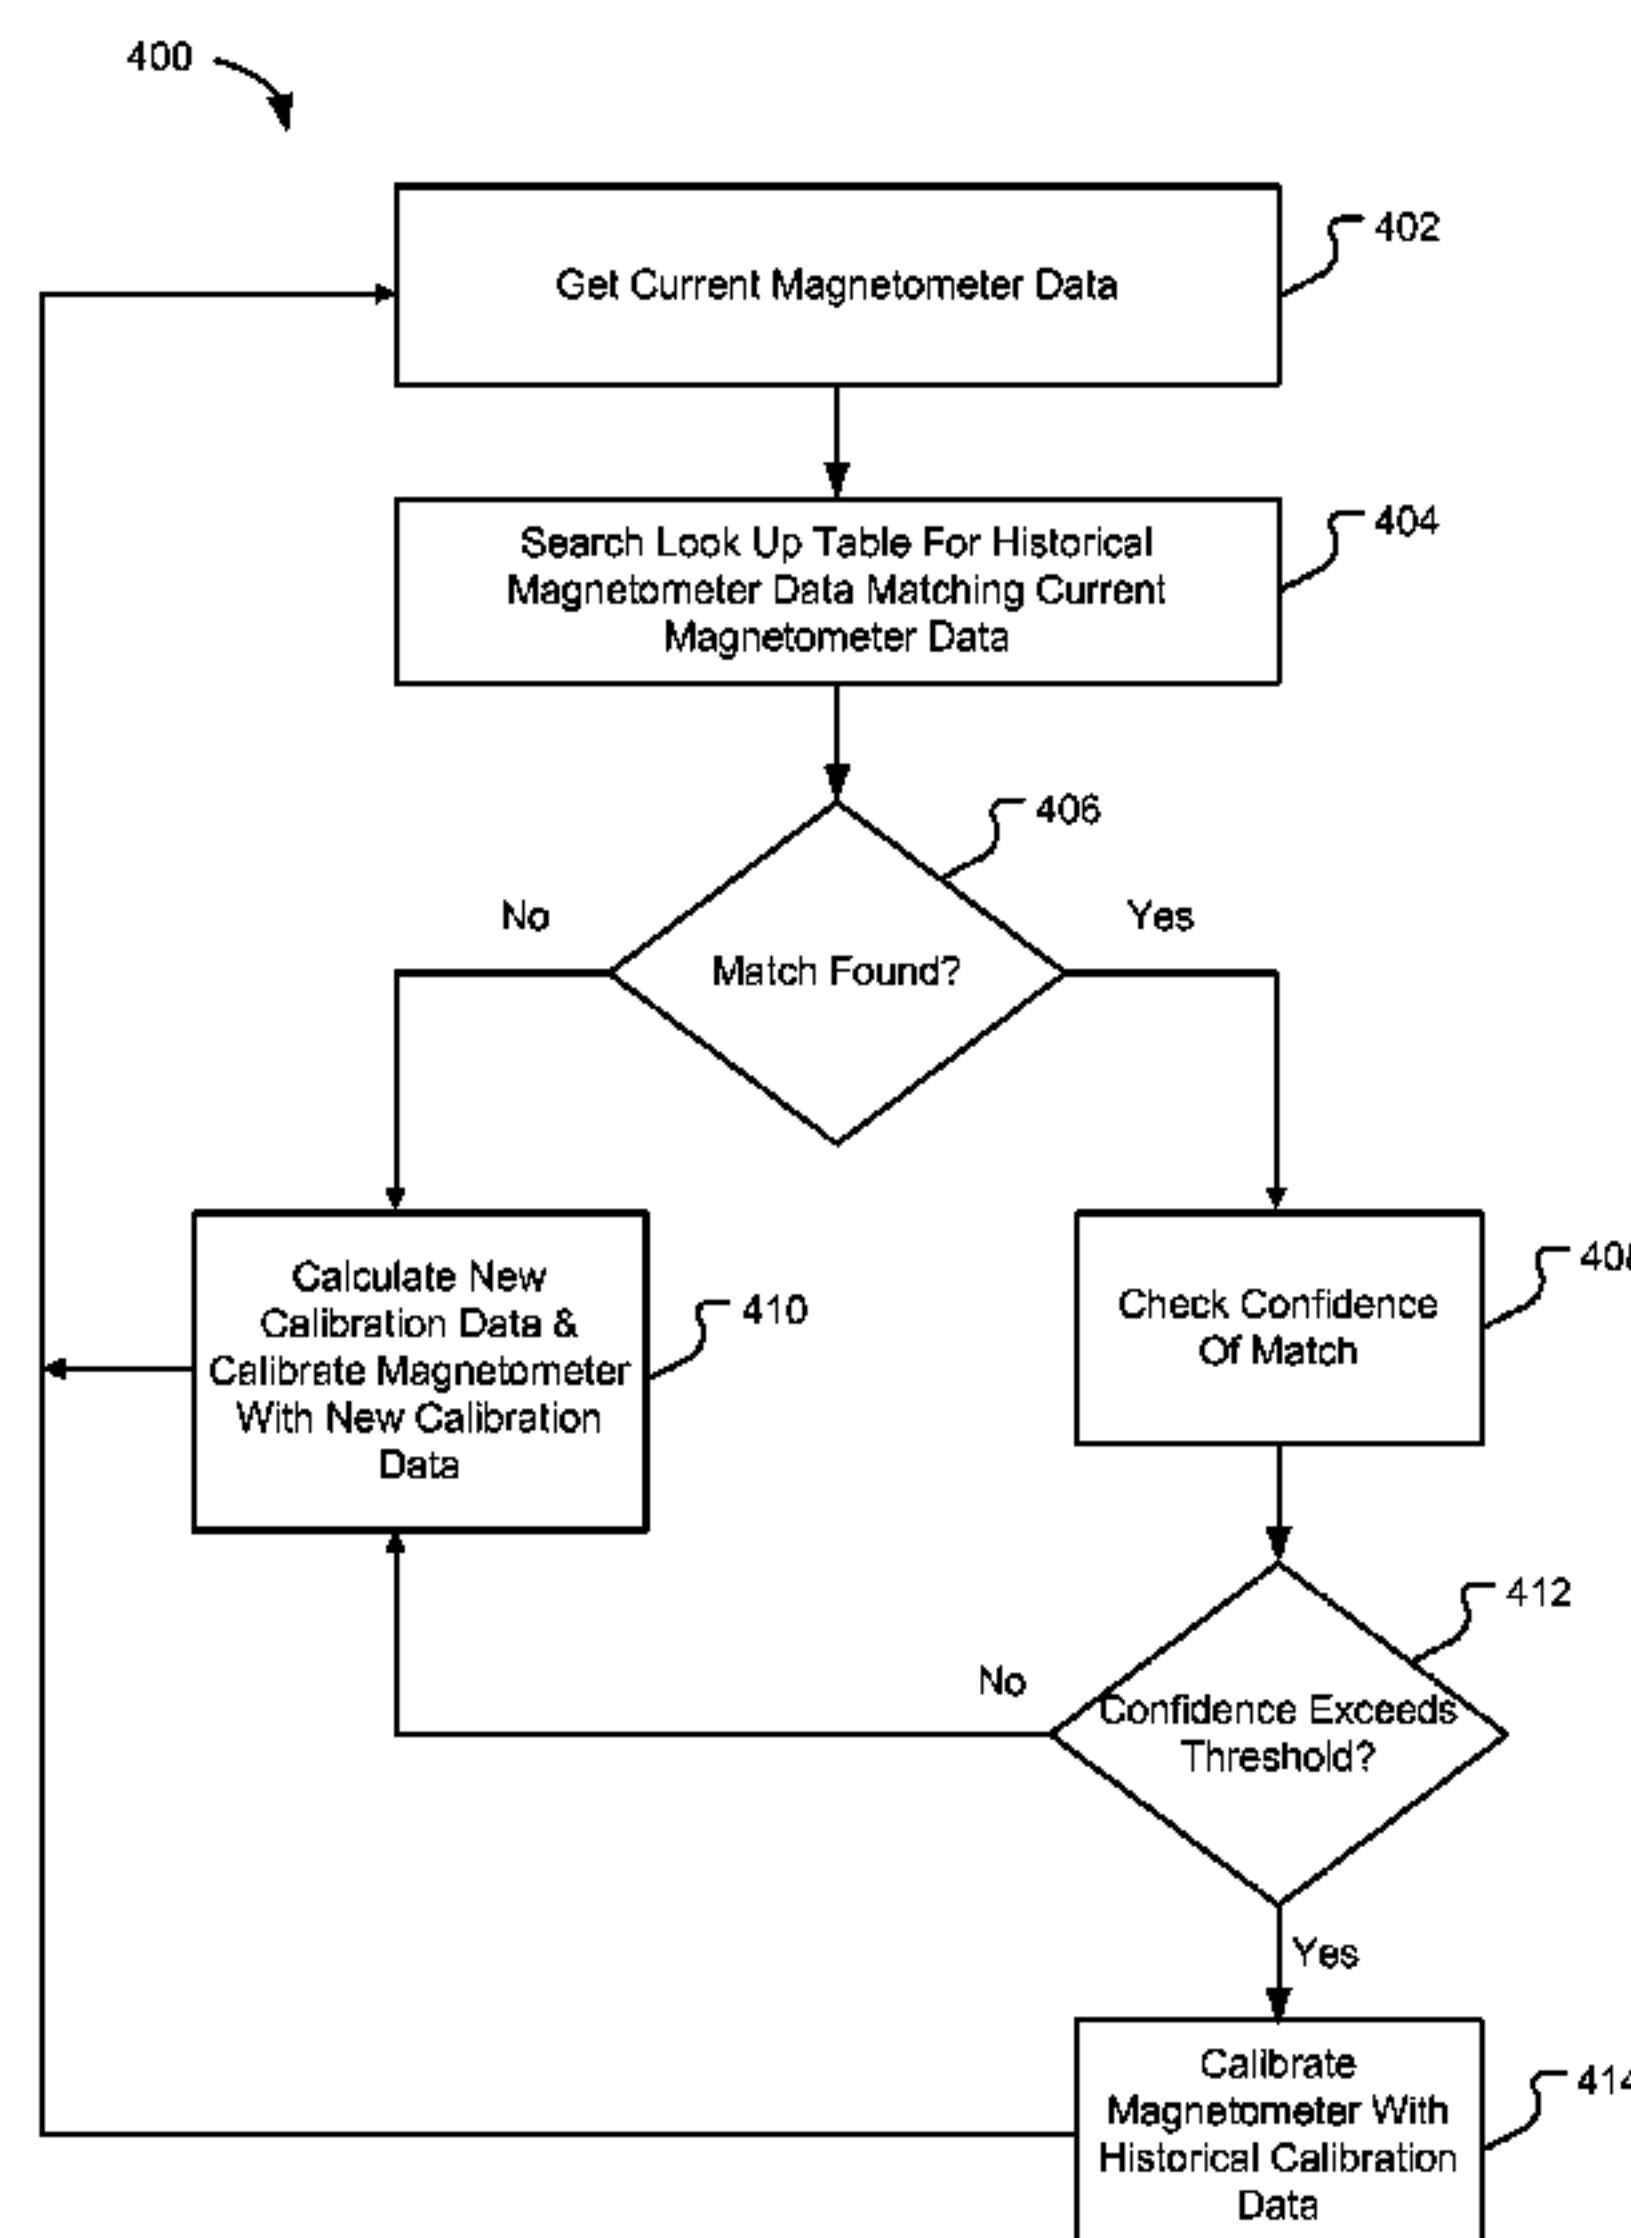 400
402
Get Current Magnetometer Data
404
Search Look Up Table For Historical
Magnetometer Data Matching Current
Magnetometer Data
406
No
Yes
Match Found?
408
Calculate New
Calibration Data &
Calibrate Magnetometer
With New Calibration
Data
410
Check Confidence
Of Match
412
No
Confidence Exceeds
Threshold?
Yes
414
Calibrate
Magnetometer With
Historical Calibration
Data